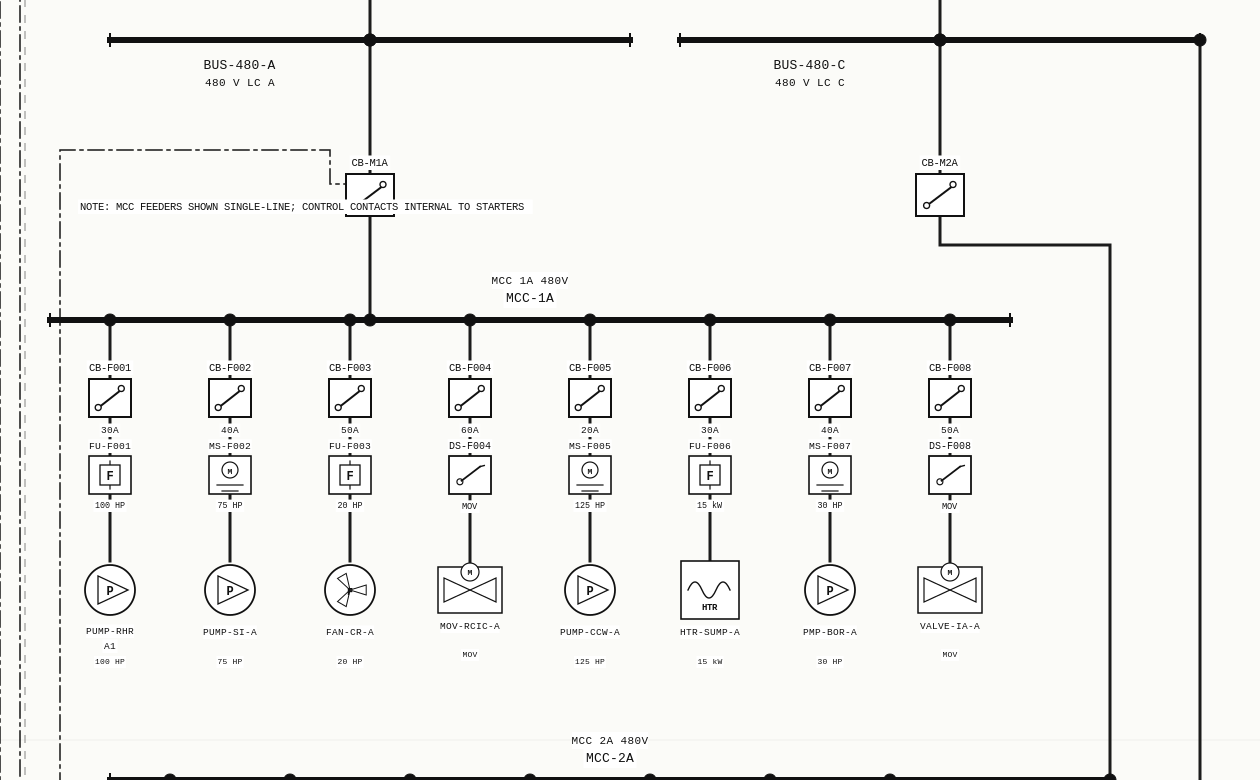 BUS-480-A
480 V LC A
BUS-480-C
480 V LC C
CB-M1A
CB-M2A
NOTE: MCC FEEDERS SHOWN SINGLE-LINE; CONTROL CONTACTS INTERNAL TO STARTERS
MCC 1A 480V
MCC-1A
CB-F001 CB-F002 CB-F003 CB-F004 CB-F005 CB-F006 CB-F007 CB-F008
30A 40A 50A 60A 20A 30A 40A 50A
FU-F001 MS-F002 FU-F003 DS-F004 MS-F005 FU-F006 MS-F007 DS-F008
F M F M F M
100 HP 75 HP 20 HP MOV 125 HP 15 kW 30 HP MOV
M M
P P P P
HTR
PUMP-RHR PUMP-SI-A FAN-CR-A MOV-RCIC-A PUMP-CCW-A HTR-SUMP-A PMP-BOR-A VALVE-IA-A
A1
100 HP 75 HP 20 HP MOV 125 HP 15 kW 30 HP MOV
MCC 2A 480V
MCC-2A